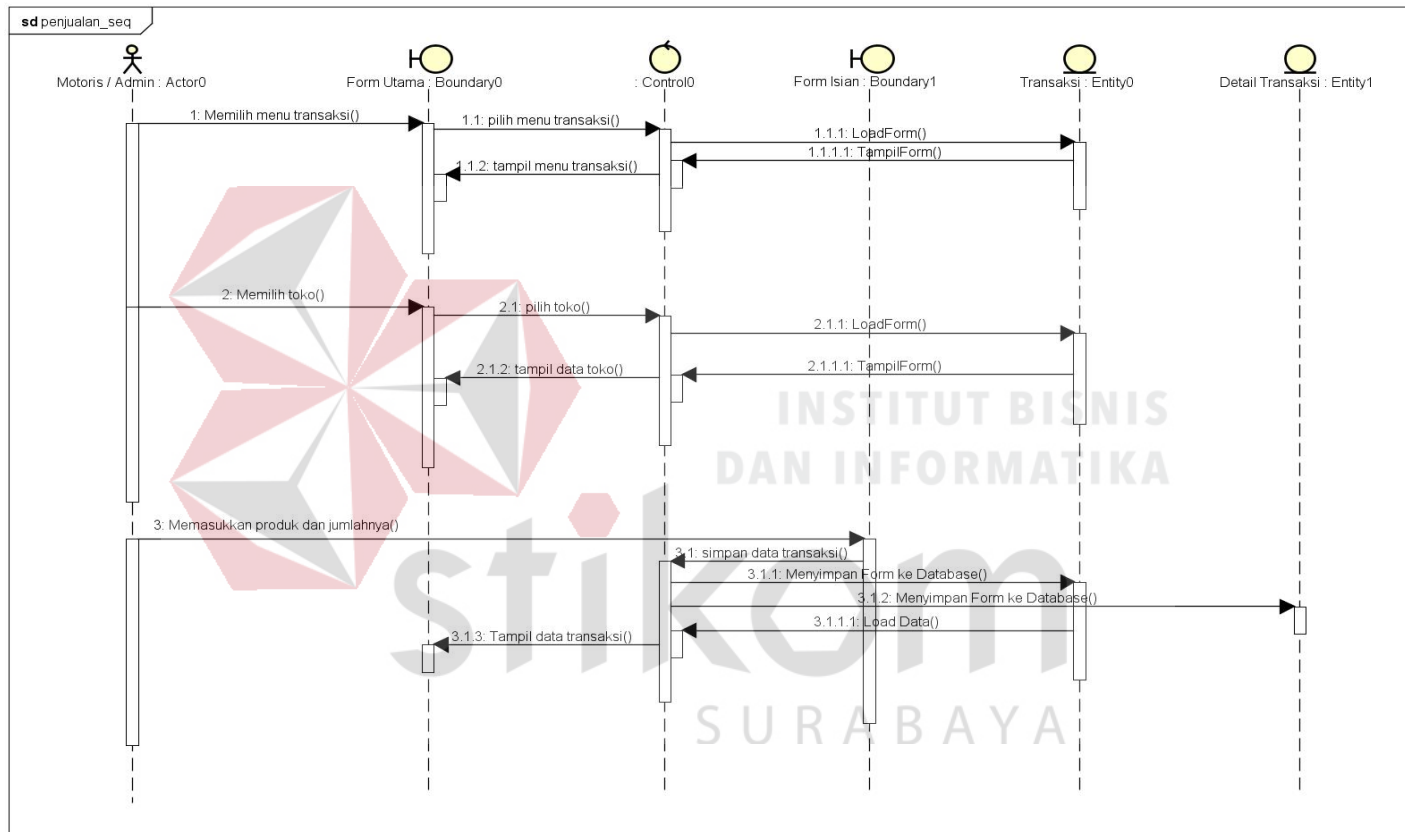 sd penjualan_seq
Motoris / Admin : Actor0
Form Utama : Boundary0
: Control0
Form Isian : Boundary1
Transaksi : Entity0
Detail Transaksi : Entity1
1: Memilih menu transaksi()
1.1: pilih menu transaksi()
1.1.1: LoadForm()
1.1.1.1: TampilForm()
1.1.2: tampil menu transaksi()
2: Memilih toko()
2.1: pilih toko()
2.1.1: LoadForm()
2.1.1.1: TampilForm()
2.1.2: tampil data toko()
INSTITUT BISNIS
DAN INFORMATIKA
3: Memasukkan produk dan jumlahnya()
3.1: simpan data transaksi()
3.1.1: Menyimpan Form ke Database()
3.1.2: Menyimpan Form ke Database()
3.1.1.1: Load Data()
3.1.3: Tampil data transaksi()
stikom
SURABAYA